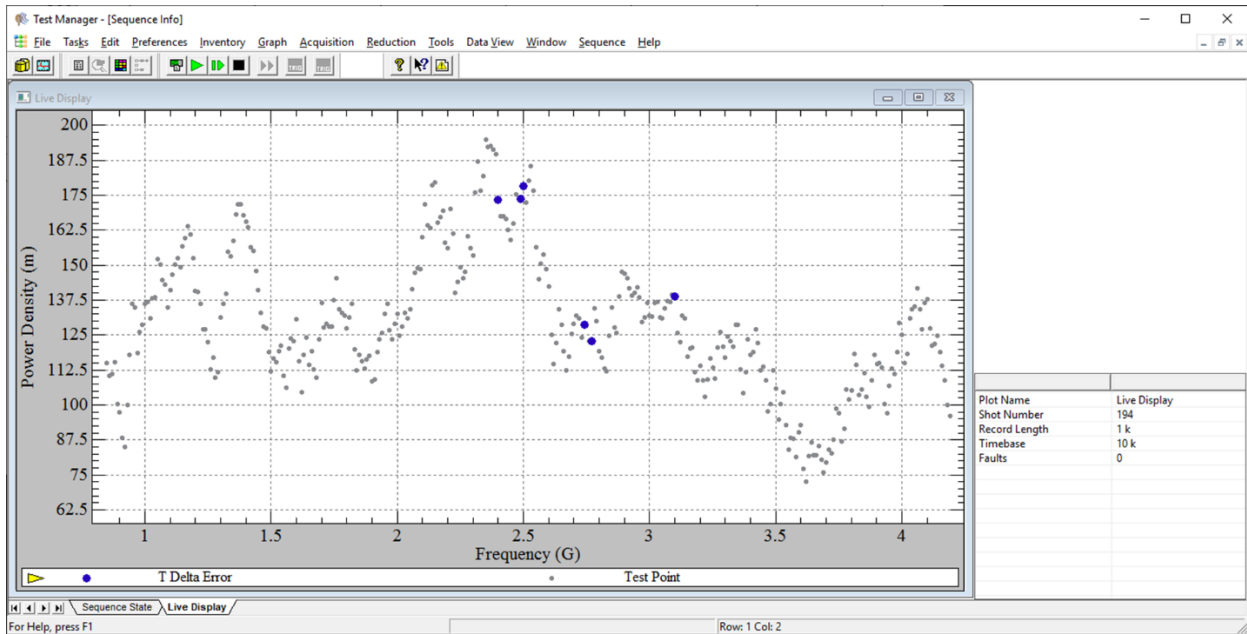 Test Manager - [Sequence Info]
File Tasks Edit Preferences Inventory Graph Acquisition Reduction Tools Data View Window Sequence Help
Live Display
200
187.5
175
162.5
150
137.5
125
112.5
100
87.5
75
62.5
Power Density (m)
1 1.5 2 2.5 3 3.5 4
Frequency (G)
T Delta Error Test Point
Plot Name Live Display
Shot Number 194
Record Length 1 k
Timebase 10 k
Faults 0
Sequence State Live Display
For Help, press F1 Row: 1 Col: 2